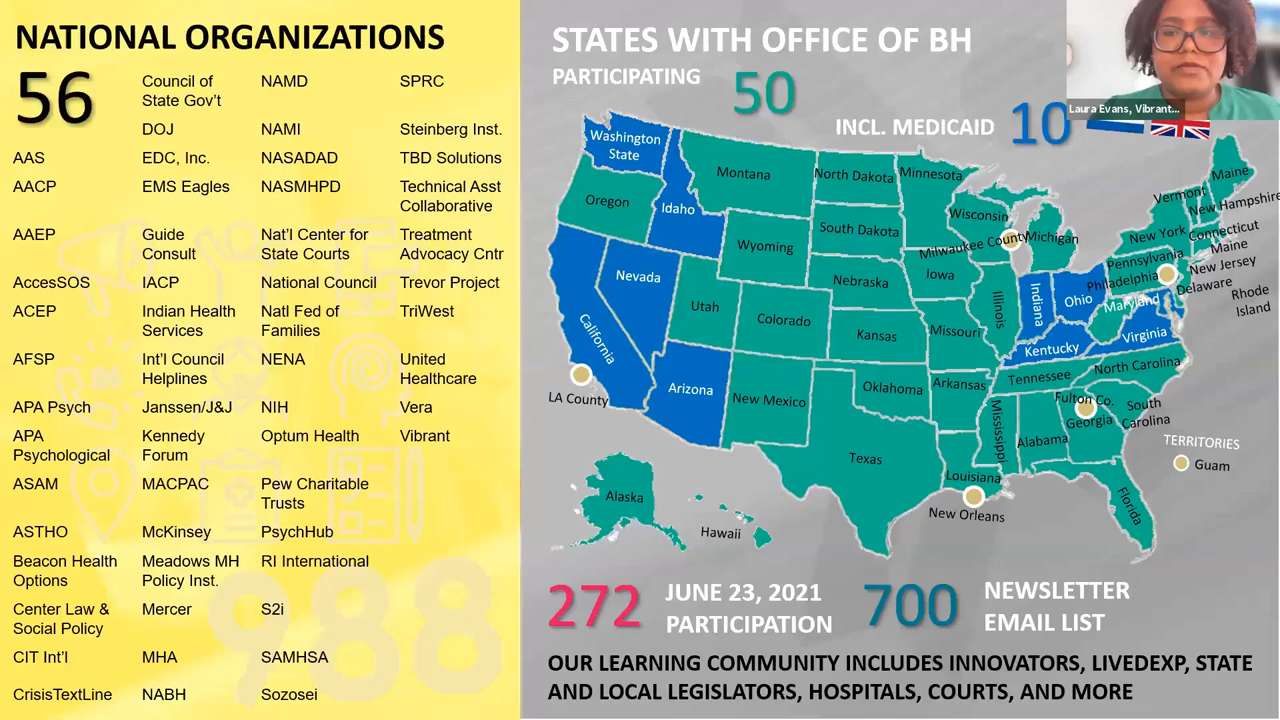 NATIONAL ORGANIZATIONS
56
AAS
AACP
AAEP
AccesSOS
ACEP
AFSP
APA Psych
APA
Psychological
ASAM
ASTHO
Beacon Health
Options
Center Law &
Social Policy
CIT Int'l
CrisisTextLine
Council of
State Gov't
DOJ
EDC, Inc.
EMS Eagles
Guide
Consult
IACP
Indian Health
Services
Int'l Council
Helplines
Janssen/J&J
Kennedy
Forum
MACPAC
McKinsey
Meadows MH
Policy Inst.
Mercer
MHA
NABH
NAMD
NAMI
NASADAD
NASMHPD
Nat'l Center for
State Courts
National Council
Natl Fed of
Families
NENA
NIH
Optum Health
Pew Charitable
Trusts
PsychHub
RI International
S2i
SAMHSA
Sozosei
SPRC
Steinberg Inst.
TBD Solutions
Technical Asst
Collaborative
Treatment
Advocacy Cntr
Trevor Project
TriWest
United
Healthcare
Vera
Vibrant
988
STATES WITH OFFICE OF BH
PARTICIPATING 50
INCL. MEDICAID 10
Laura Evans, Vibrant...
Washington
State
Oregon
Idaho
Montana
North Dakota
Minnesota
Wyoming
South Dakota
Wisconsin
Milwaukee County
Michigan
Nevada
California
Utah
Colorado
Nebraska
Iowa
Illinois
Indiana
Ohio
Kansas
Missouri
Kentucky
Virginia
Maryland
Pennsylvania
Philadelphia
New York
Vermont
Maine
New Hampshire
Connecticut
Maine
New Jersey
Delaware
Rhode
Island
Arizona
New Mexico
Oklahoma
Arkansas
Tennessee
North Carolina
South
Carolina
Fulton Co.
Georgia
Alabama
Mississippi
Texas
Louisiana
New Orleans
Florida
LA County
Alaska
Hawaii
TERRITORIES
Guam
272
JUNE 23, 2021
PARTICIPATION
700
NEWSLETTER
EMAIL LIST
OUR LEARNING COMMUNITY INCLUDES INNOVATORS, LIVEDEXP, STATE
AND LOCAL LEGISLATORS, HOSPITALS, COURTS, AND MORE